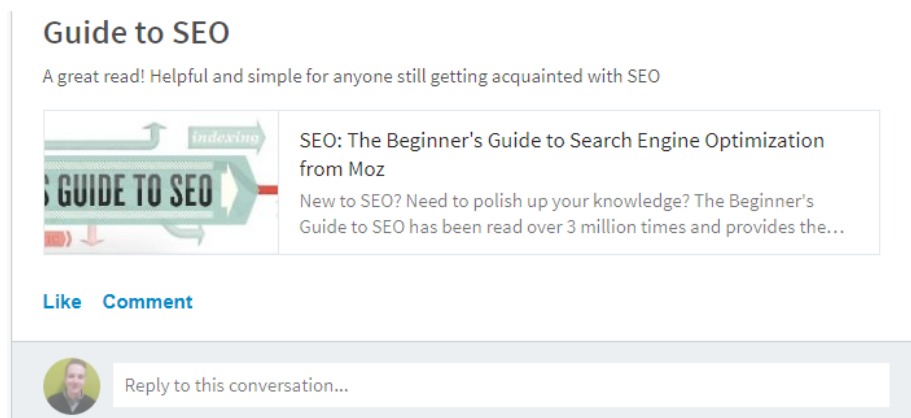 Guide to SEO
A great read! Helpful and simple for anyone still getting acquainted with SEO
indexing
GUIDE TO SEO
SEO: The Beginner's Guide to Search Engine Optimization
from Moz
New to SEO? Need to polish up your knowledge? The Beginner's
Guide to SEO has been read over 3 million times and provides the...
Like Comment
Reply to this conversation...